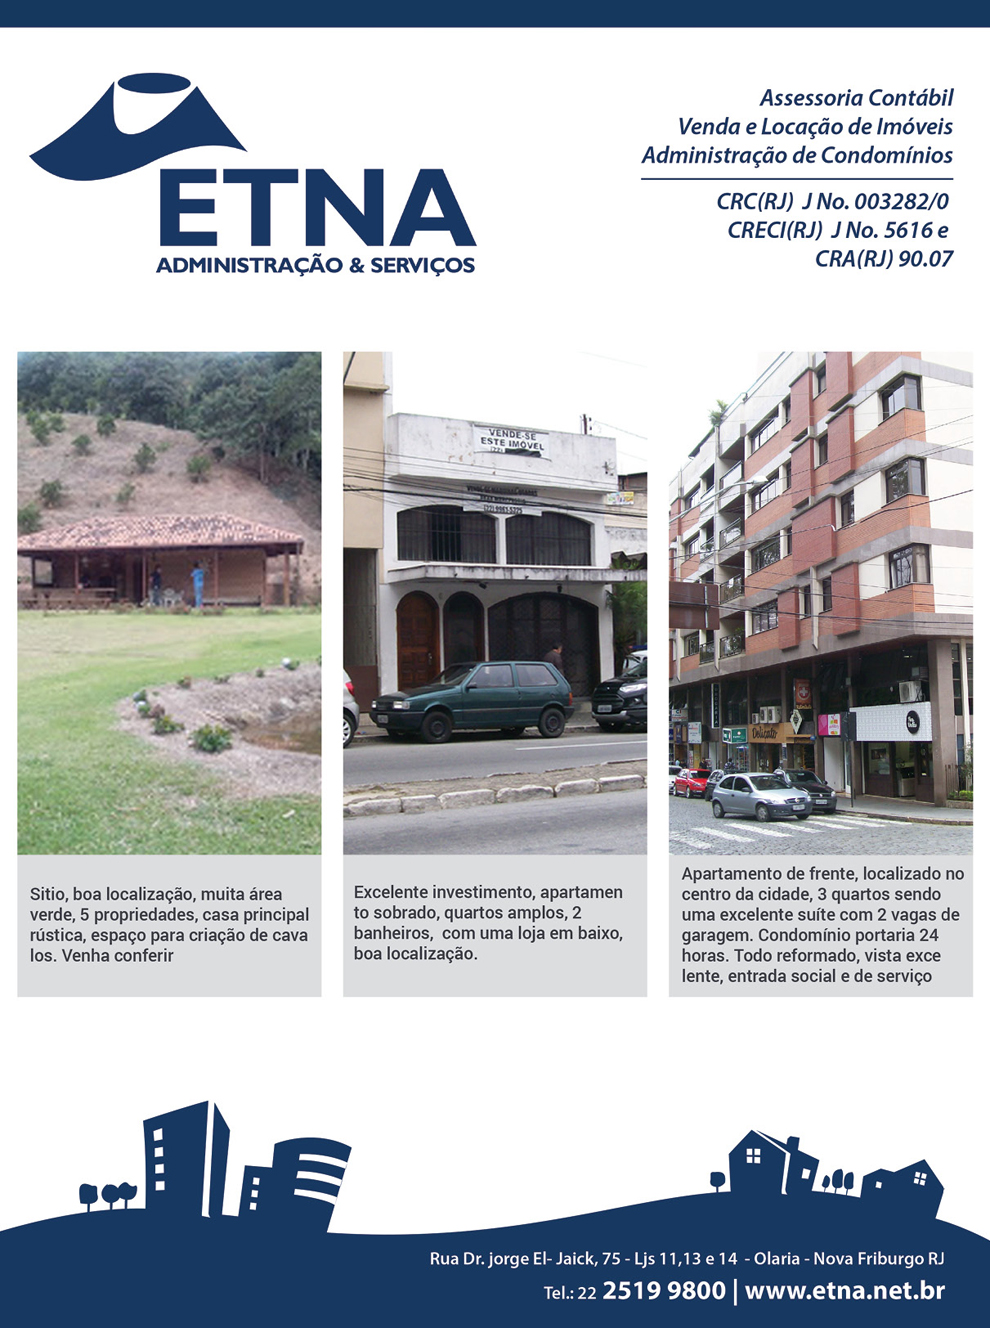 ETNA
ADMINISTRAÇÃO & SERVIÇOS
Assessoria Contábil
Venda e Locação de Imóveis
Administração de Condomínios
CRC(RJ) J No. 003282/0
CRECI(RJ) J No. 5616 e
CRA(RJ) 90.07
VENDE-SE
ESTE IMÓVEL
Delicato
Sitio, boa localização, muita área
verde, 5 propriedades, casa principal
rústica, espaço para criação de cava
los. Venha conferir
Excelente investimento, apartamen
to sobrado, quartos amplos, 2
banheiros, com uma loja em baixo,
boa localização.
Apartamento de frente, localizado no
centro da cidade, 3 quartos sendo
uma excelente suíte com 2 vagas de
garagem. Condomínio portaria 24
horas. Todo reformado, vista exce
lente, entrada social e de serviço
Rua Dr. jorge El- Jaick, 75 - Ljs 11,13 e 14 - Olaria - Nova Friburgo RJ
Tel.: 22 2519 9800 | www.etna.net.br